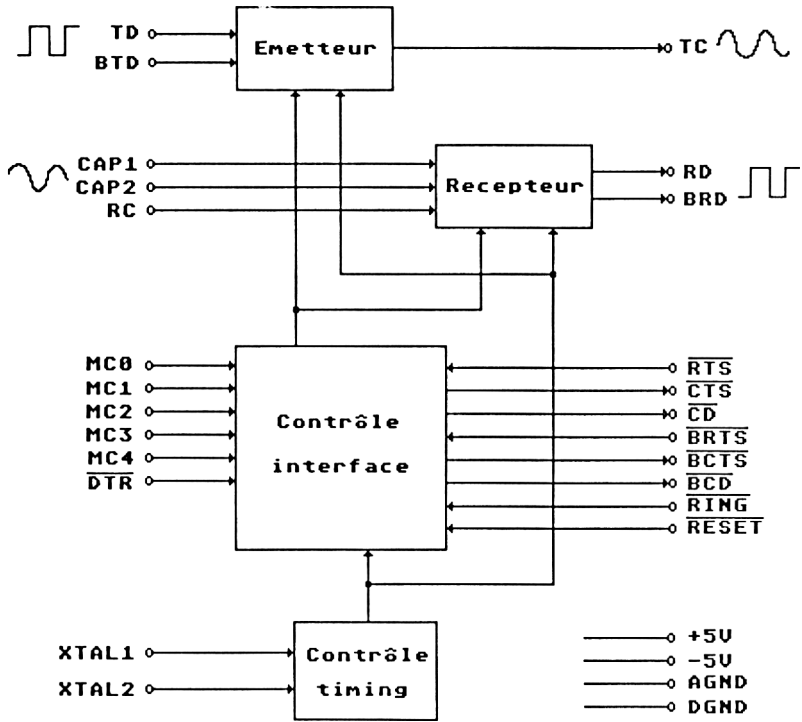 TD
BTD
Emetteur
TC
CAP1
CAP2
RC
Recepteur
RD
BRD
MC0
MC1
MC2
MC3
MC4
DTR
Contrôle
interface
RTS
CTS
CD
BRTS
BCTS
BCD
RING
RESET
XTAL1
XTAL2
Contrôle
timing
+5V
-5V
AGND
DGND